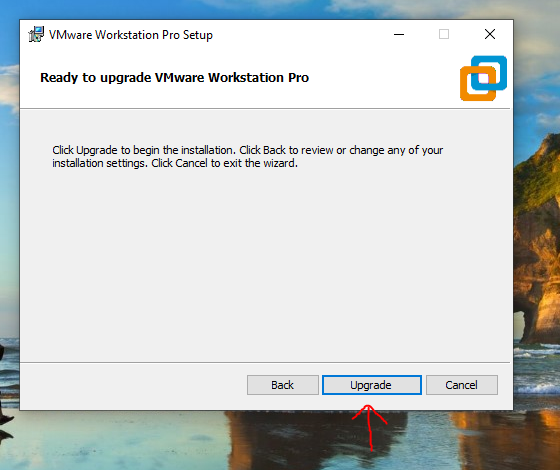 VMware Workstation Pro Setup
Ready to upgrade VMware Workstation Pro
Click Upgrade to begin the installation. Click Back to review or change any of your
installation settings. Click Cancel to exit the wizard.
Back Upgrade Cancel